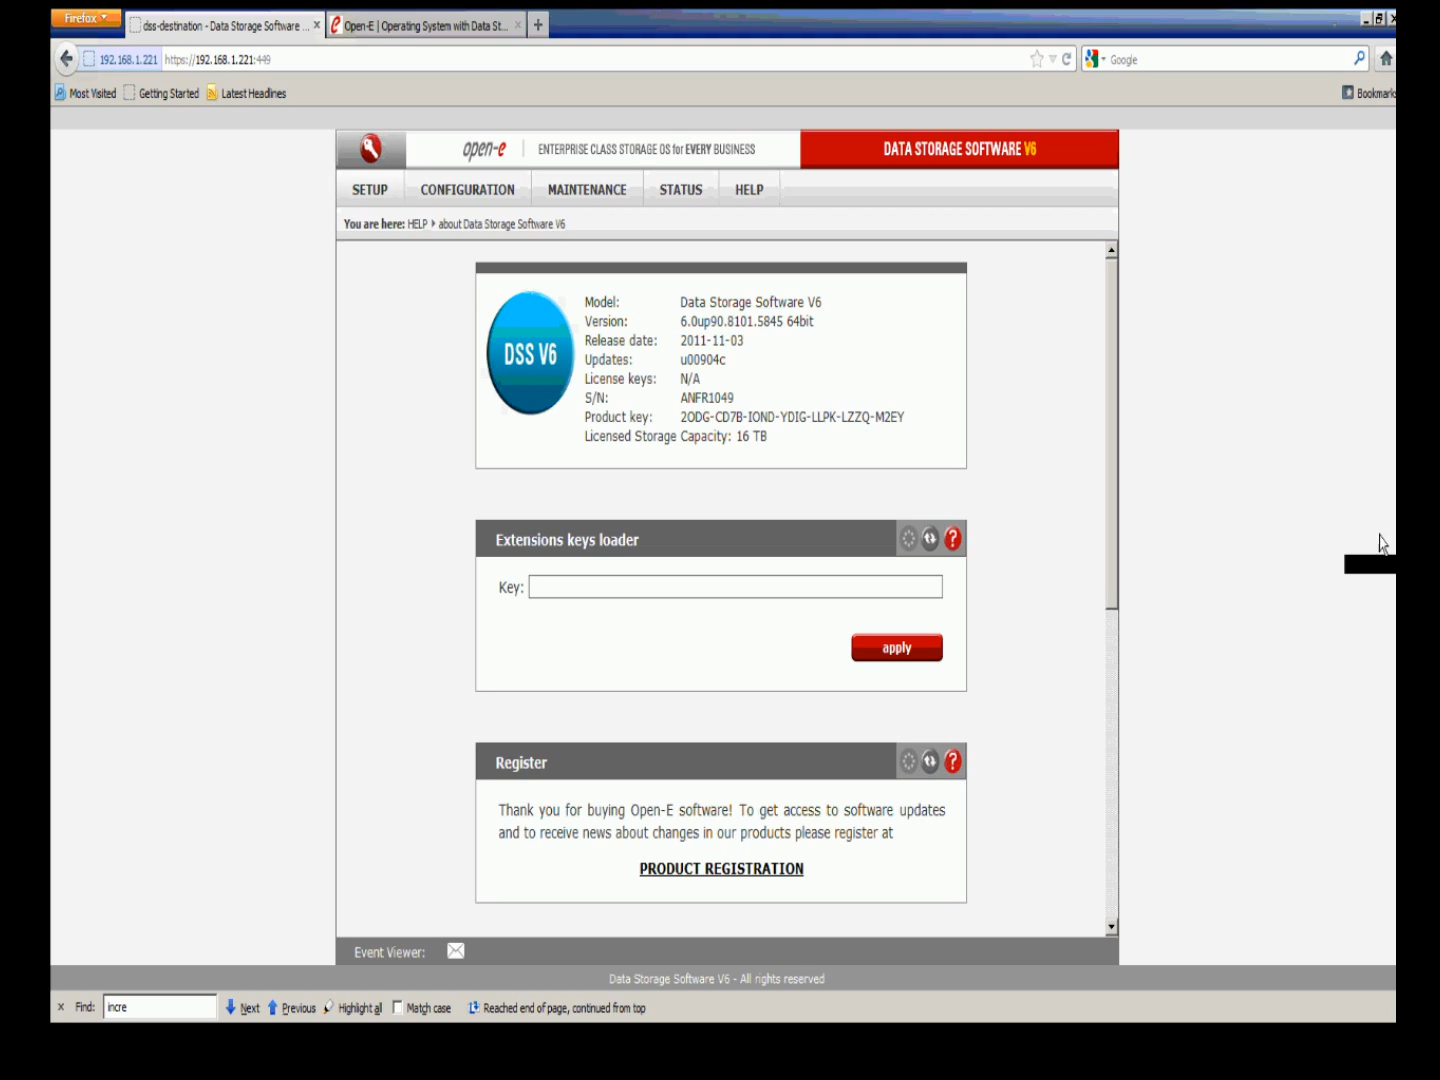 Firefox
dss-destination - Data Storage Software ... ×
Open-E | Operating System with Data St... ×
192.168.1.221 https://192.168.1.221:449
Google
Most Visited Getting Started Latest Headlines
Bookmark
open-e ENTERPRISE CLASS STORAGE OS for EVERY BUSINESS
DATA STORAGE SOFTWARE V6
SETUP CONFIGURATION MAINTENANCE STATUS HELP
You are here: HELP about Data Storage Software V6
DSS V6
Model: Data Storage Software V6
Version: 6.0up90.8101.5845 64bit
Release date: 2011-11-03
Updates: u00904c
License keys: N/A
S/N: ANFR1049
Product key: 2ODG-CD7B-IOND-YDIG-LLPK-LZZQ-M2EY
Licensed Storage Capacity: 16 TB
Extensions keys loader
Key:
apply
Register
Thank you for buying Open-E software! To get access to software updates
and to receive news about changes in our products please register at
PRODUCT REGISTRATION
Event Viewer:
Data Storage Software V6 - All rights reserved
× Find: incre Next Previous Highlight all Match case Reached end of page, continued from top